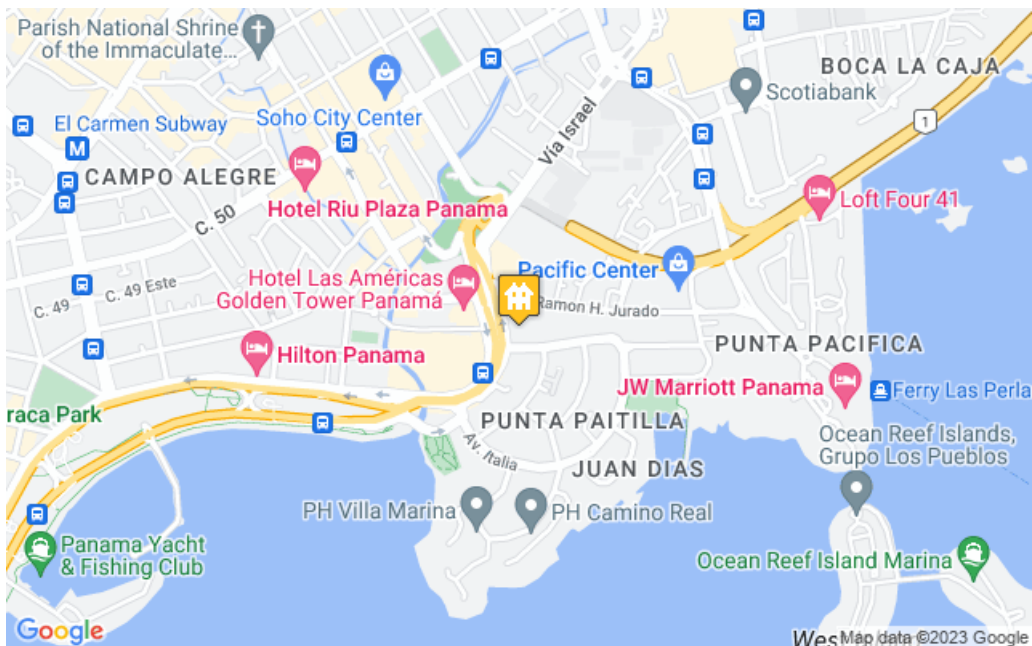 Parish National Shrine
of the Immaculate...
BOCA LA CAJA
Scotiabank
1
Soho City Center
El Carmen Subway
M
Vía Israel
CAMPO ALEGRE
Hotel Riu Plaza Panama
C. 50
Loft Four 41
Hotel Las Américas
Golden Tower Panamá
Pacific Center
C. 49 Este
C. 49
Ramon H. Jurado
PUNTA PACIFICA
Hilton Panama
JW Marriott Panama
Ferry Las Perla
rraca Park
PUNTA PAITILLA
Av. Italia
JUAN DIAS
Ocean Reef Islands,
Grupo Los Pueblos
PH Villa Marina
PH Camino Real
Panama Yacht
& Fishing Club
Ocean Reef Island Marina
Google
Wes
Map data ©2023 Google